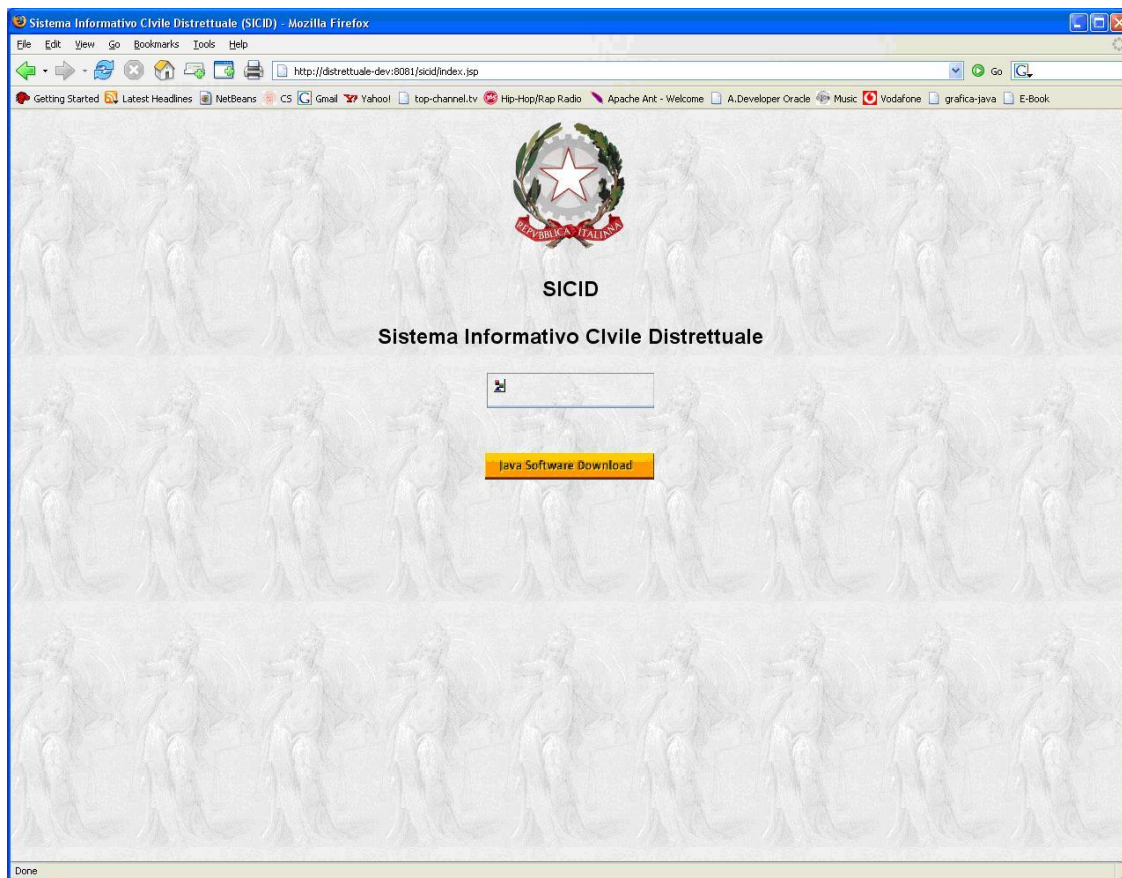 Sistema Informativo CIvile Distrettuale (SICID) - Mozilla Firefox
File Edit View Go Bookmarks Tools Help
http://distrettuale-dev:8081/sicid/index.jsp Go
Getting Started Latest Headlines NetBeans CS Gmail Yahoo! top-channel.tv Hip-Hop/Rap Radio Apache Ant - Welcome A.Developer Oracle Music Vodafone grafica-java E-Book
REPVBBLICA ITALIANA
SICID
Sistema Informativo CIvile Distrettuale
Java Software Download
Done